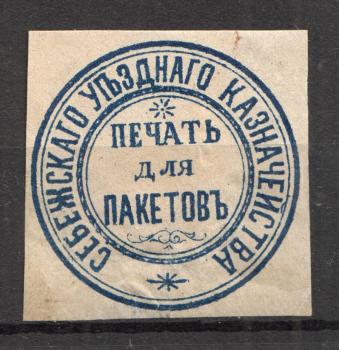 СЕБЕЖСКАГО УѢЗДНАГО КАЗНАЧЕЙСТВА
ПЕЧАТЬ
ДЛЯ
ПАКЕТОВЪ